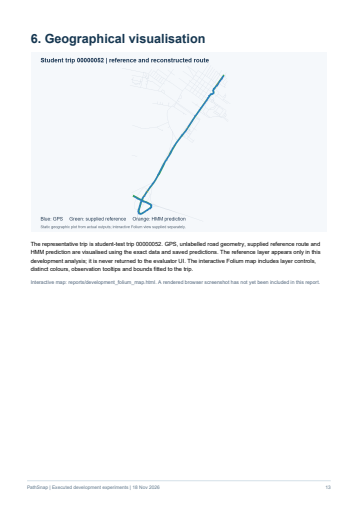 6. Geographical visualisation
Student trip 00000052 | reference and reconstructed route
Blue: GPS Green: supplied reference Orange: HMM prediction
Static geographic plot from actual outputs; interactive Folium view supplied separately.
The representative trip is student-test trip 00000052. GPS, unlabelled road geometry, supplied reference route and
HMM prediction are visualised using the exact data and saved predictions. The reference layer appears only in this
development analysis; it is never returned to the evaluator UI. The interactive Folium map includes layer controls,
distinct colours, observation tooltips and bounds fitted to the trip.
Interactive map: reports/development_folium_map.html. A rendered browser screenshot has not yet been included in this report.
PathSnap | Executed development experiments | 18 Nov 2026
13